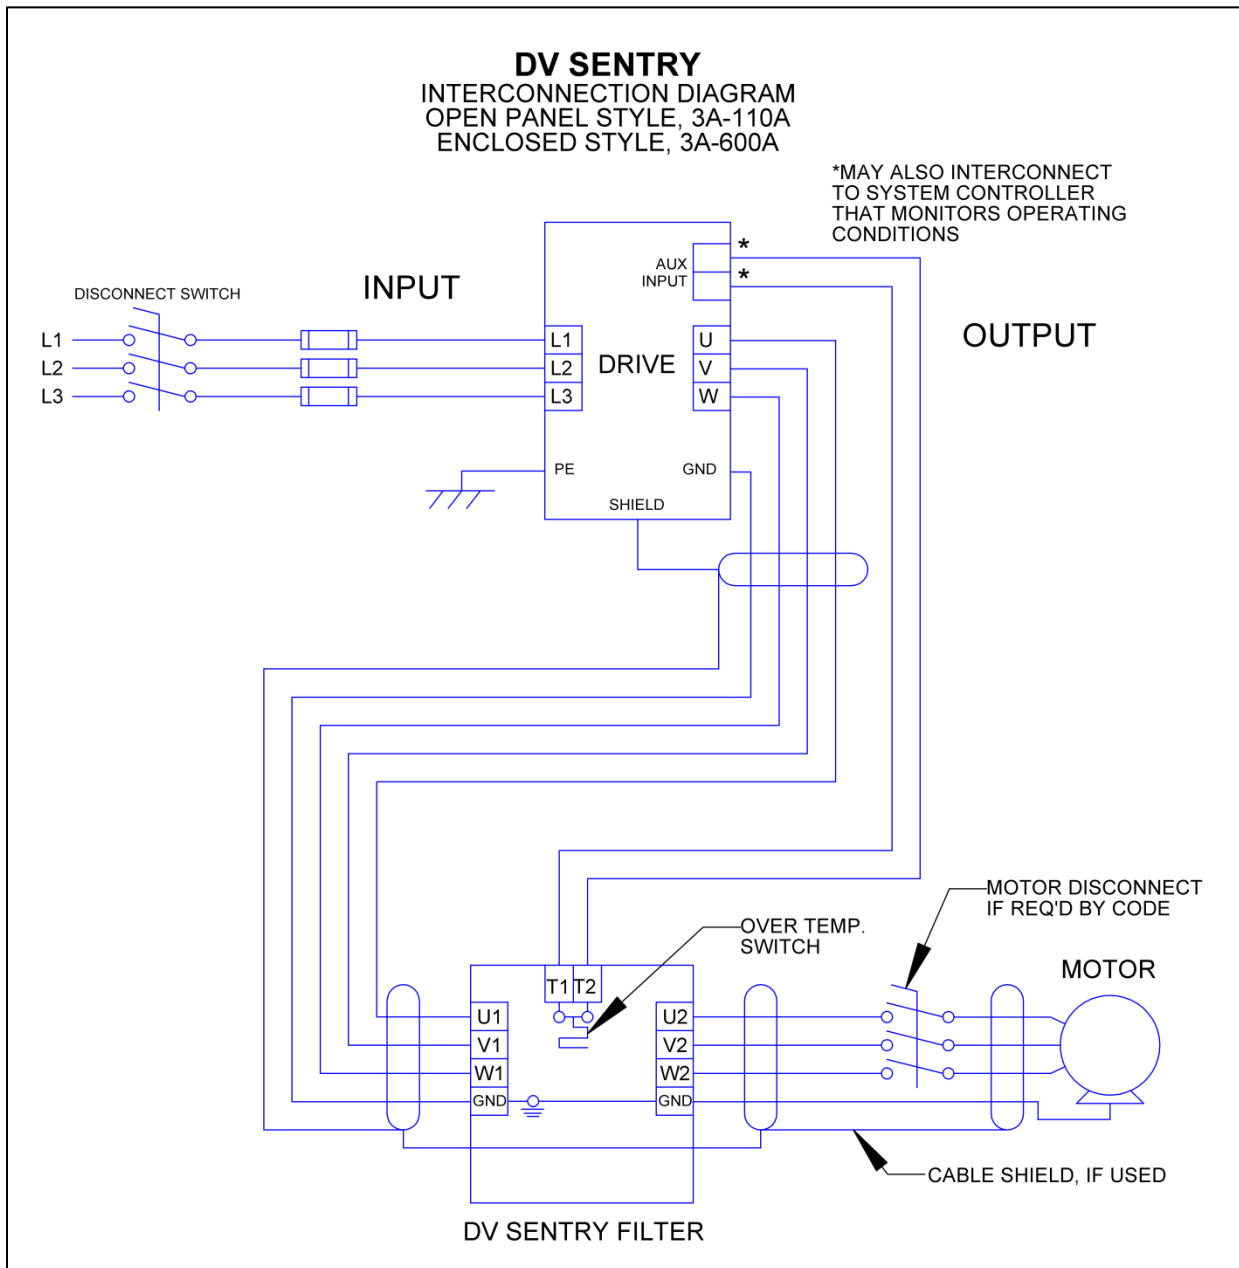 DV SENTRY
INTERCONNECTION DIAGRAM
OPEN PANEL STYLE, 3A-110A
ENCLOSED STYLE, 3A-600A
*MAY ALSO INTERCONNECT
TO SYSTEM CONTROLLER
THAT MONITORS OPERATING
CONDITIONS
*
*
AUX
INPUT
INPUT
DISCONNECT SWITCH
OUTPUT
L1
L2
L3
L1
L2
L3
DRIVE
U
V
W
PE
GND
SHIELD
MOTOR DISCONNECT
IF REQ'D BY CODE
OVER TEMP.
SWITCH
MOTOR
T1 T2
U1
V1
W1
GND
U2
V2
W2
GND
CABLE SHIELD, IF USED
DV SENTRY FILTER